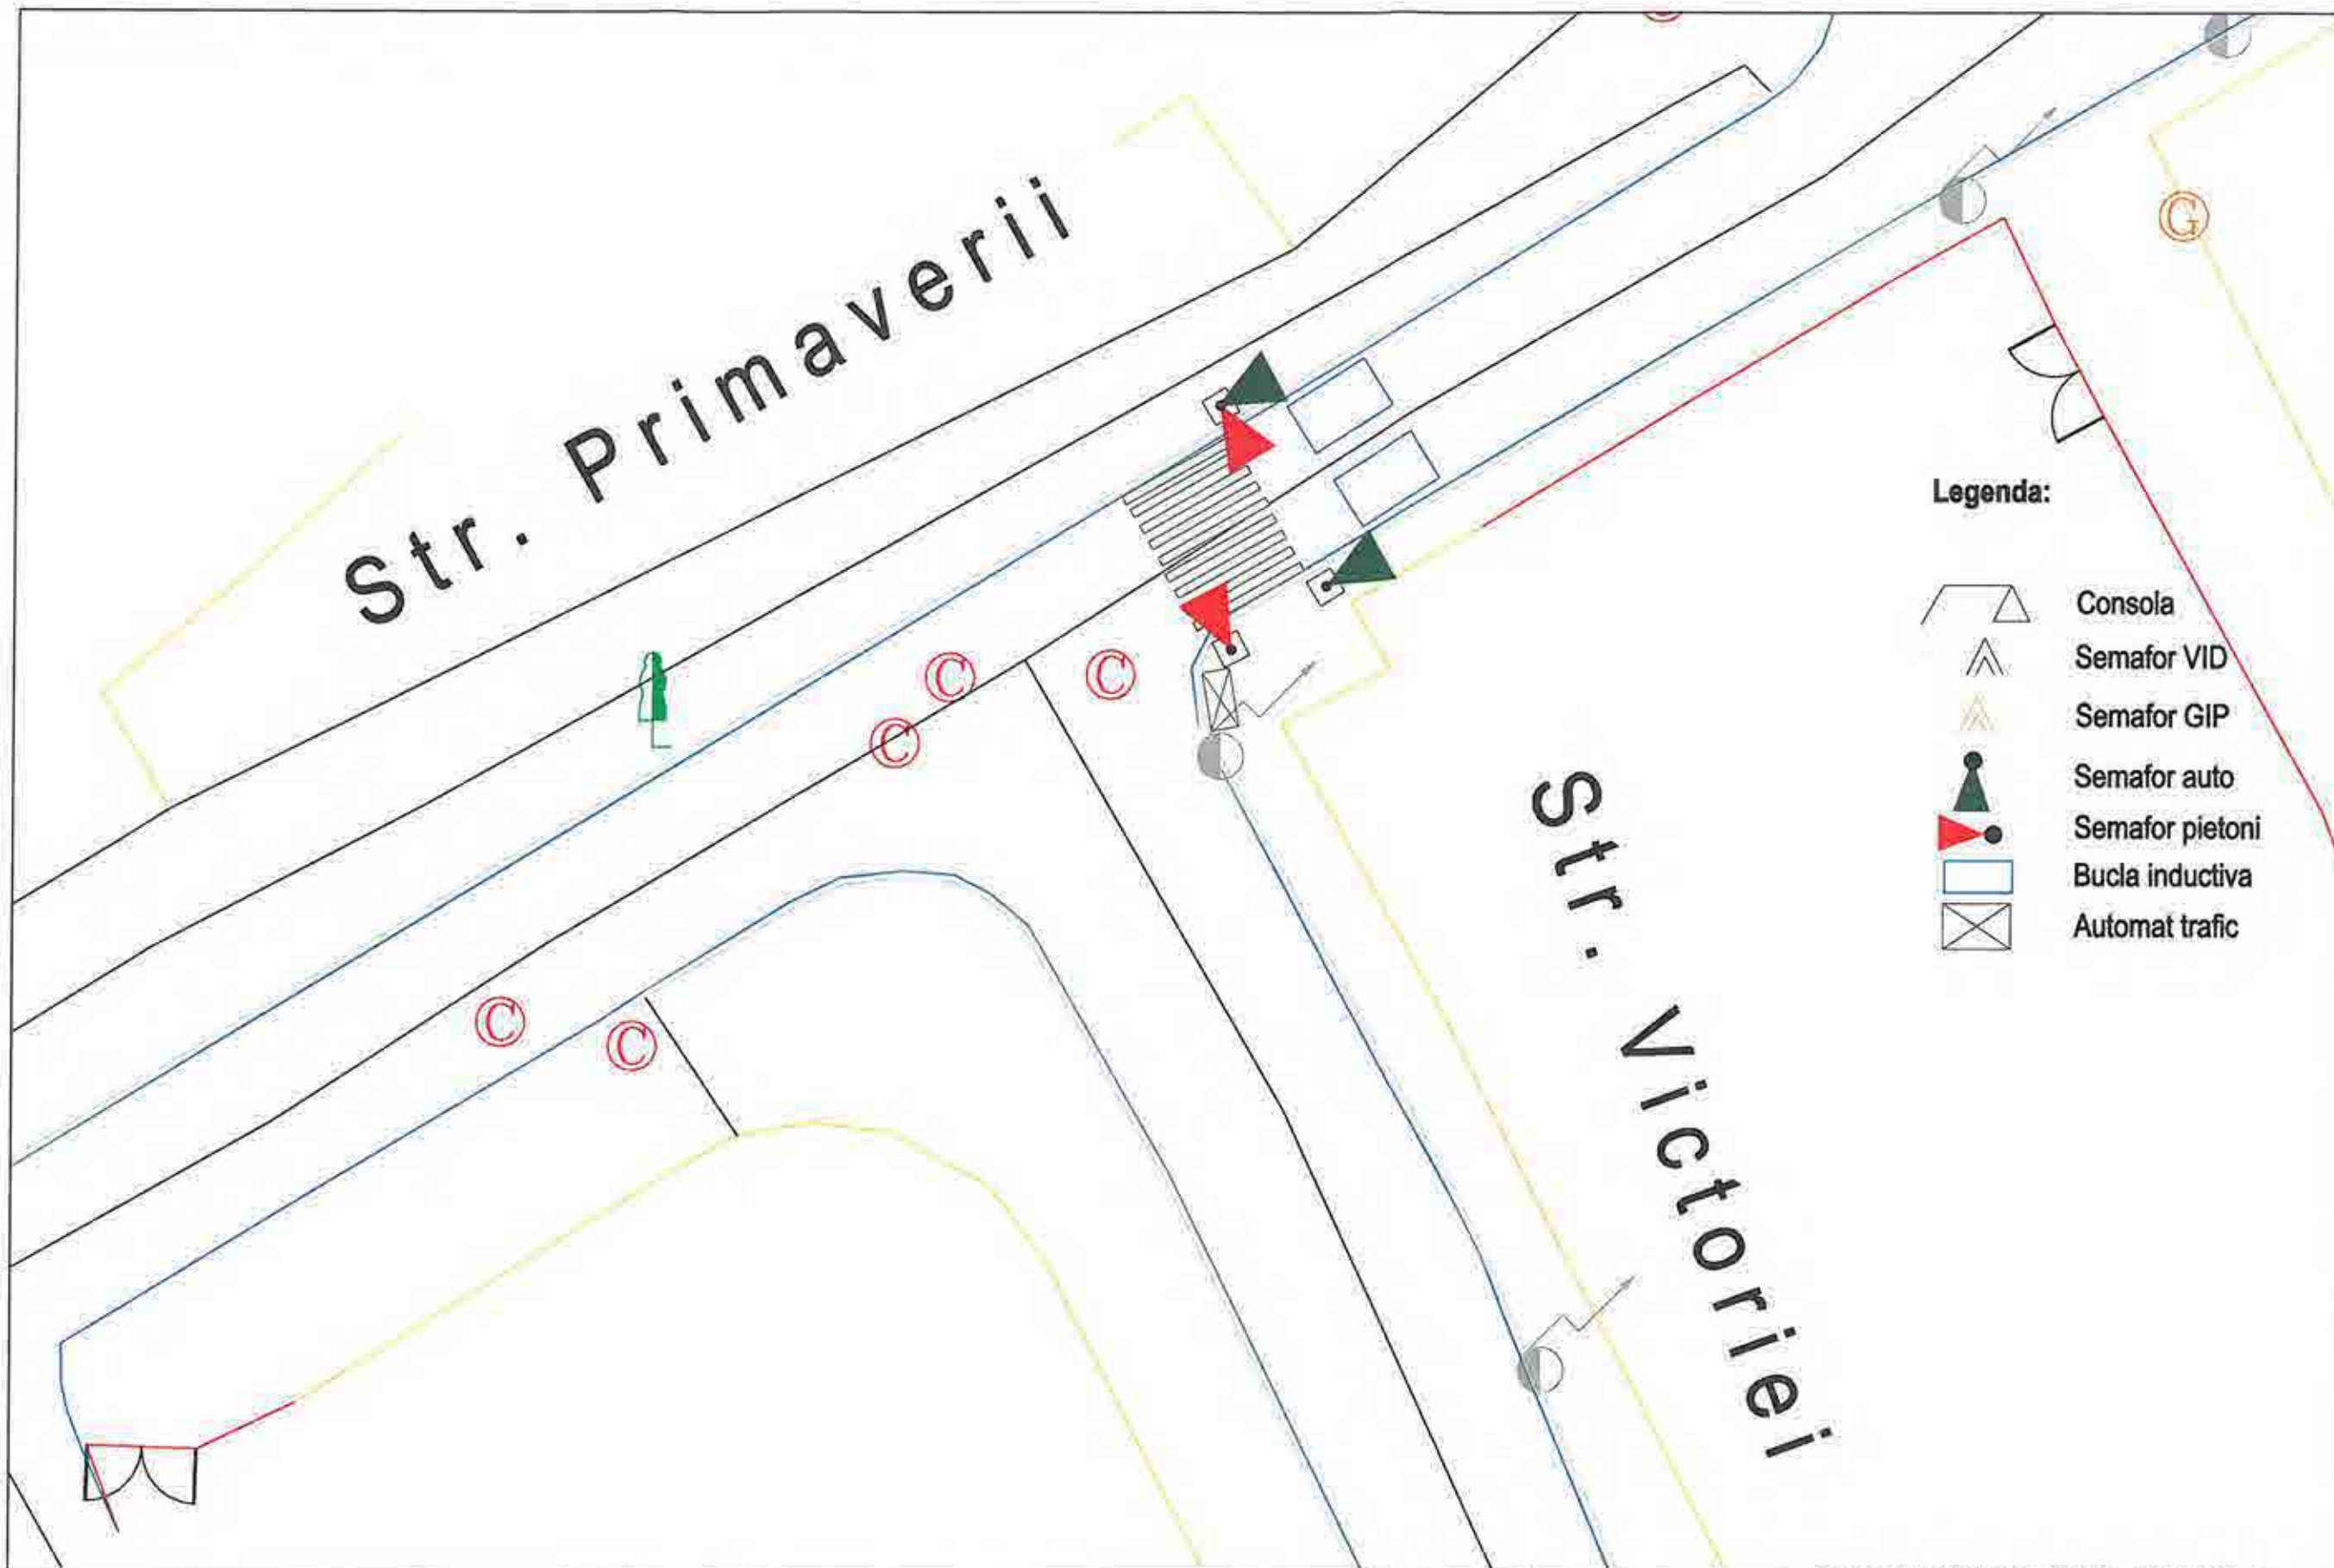 Str. Primaverii
G
Legenda:
Consola
Semafor VID
Semafor GIP
Semafor auto
Semafor pietoni
Bucla inductiva
Automat trafic
C
C
C
C
C
Str. Victoriei